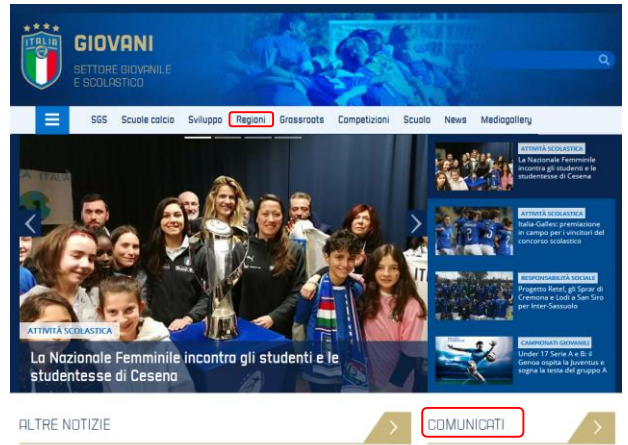 ITALIA
GIOVANI
SETTORE GIOVANILE
E SCOLASTICO
SGS Scuole calcio Sviluppo Regioni Grassroots Competizioni Scuola News Mediagallery
ATTIVITÀ SCOLASTICA
La Nazionale Femminile incontra gli studenti e le
studentesse di Cesena
ATTIVITÀ SCOLASTICA
La Nazionale Femminile
incontra gli studenti e le
studentesse di Cesena
ATTIVITÀ SCOLASTICA
Italia-Galles: premiazione
in campo per i vincitori del
concorso scolastico
RESPONSABILITÀ SOCIALE
Progetto Rete!, gli Sprar di
Cremona e Lodi a San Siro
per Inter-Sassuolo
CAMPIONATI GIOVANILI
Under 17 Serie A e B: il
Genoa ospita la Juventus e
sogna la testa del gruppo A
ALTRE NOTIZIE
COMUNICATI